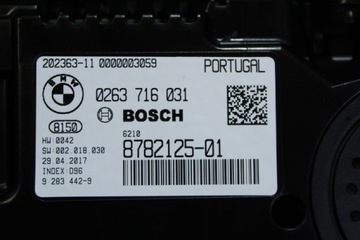 202363-11 0000003059 PORTUGAL
BMW
0263 716 031
8150
BOSCH
HW:0042
6210
SW:002.018.030
8782125-01
29.04.2017
INDEX:D96
9 283 442-9